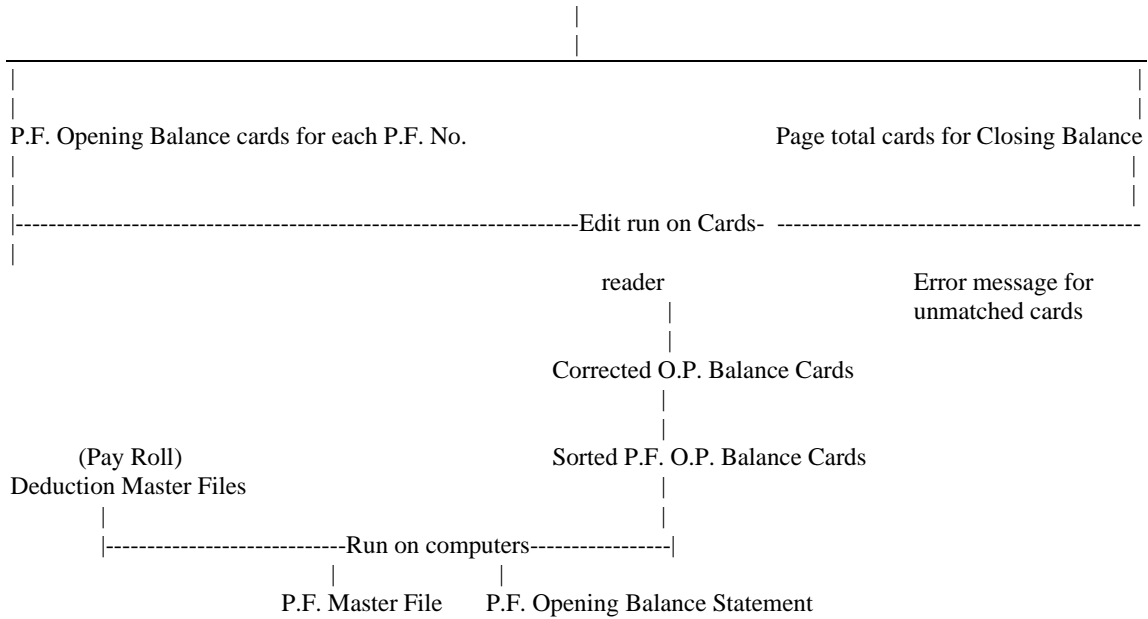 P.F. Opening Balance cards for each P.F. No. Page total cards for Closing Balance
Edit run on Cards-
reader Error message for
unmatched cards
Corrected O.P. Balance Cards
(Pay Roll) Sorted P.F. O.P. Balance Cards
Deduction Master Files
Run on computers
P.F. Master File P.F. Opening Balance Statement